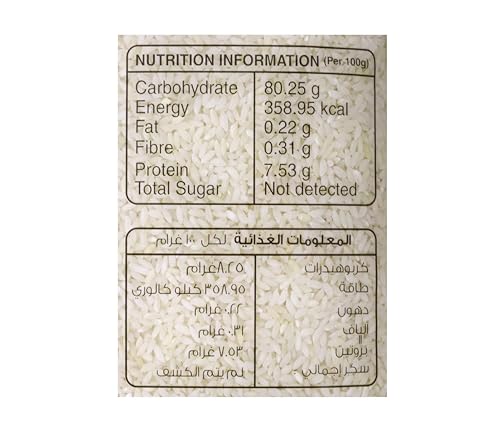 NUTRITION INFORMATION (Per 100g)
Carbohydrate 80.25 g
Energy 358.95 kcal
Fat 0.22 g
Fibre 0.31 g
Protein 7.53 g
Total Sugar Not detected
المعلومات الغذائية لكل ١٠٠ غرام
كربوهيدرات ٨٠.٢٥ غرام
طاقة ٣٥٨.٩٥ كيلو كالوري
دهون ٠.٢٢ غرام
ألياف ٠.٣١ غرام
بروتين ٧.٥٣ غرام
سكر إجمالي لم يتم الكشف